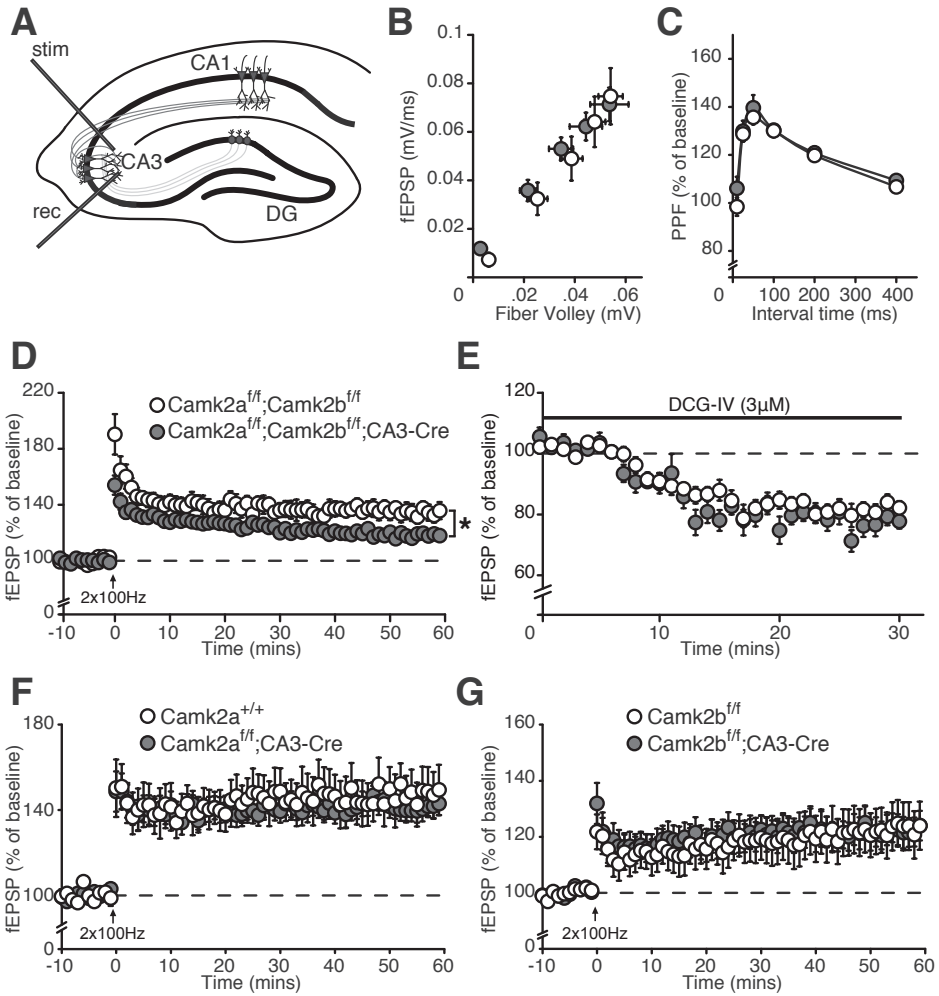 A
stim
CA1
CA3
DG
rec
B
0.1
0.08
0.06
0.04
0.02
0
.02
.04
.06
fEPSP (mV/ms)
Fiber Volley (mV)
C
160
140
120
100
80
0
100
200
300
400
PPF (% of baseline)
Interval time (ms)
D
220
180
140
100
0
-10
0
10
20
30
40
50
60
fEPSP (% of baseline)
Time (mins)
Camk2a^f/f;Camk2b^f/f
Camk2a^f/f;Camk2b^f/f;CA3-Cre
*
2x100Hz
E
120
100
80
60
0
0
10
20
30
fEPSP (% of baseline)
Time (mins)
DCG-IV (3µM)
F
180
140
100
0
-10
0
10
20
30
40
50
60
fEPSP (% of baseline)
Time (mins)
Camk2a^+/+
Camk2a^f/f;CA3-Cre
2x100Hz
G
160
140
120
100
0
-10
0
10
20
30
40
50
60
fEPSP (% of baseline)
Time (mins)
Camk2b^f/f
Camk2b^f/f;CA3-Cre
2x100Hz